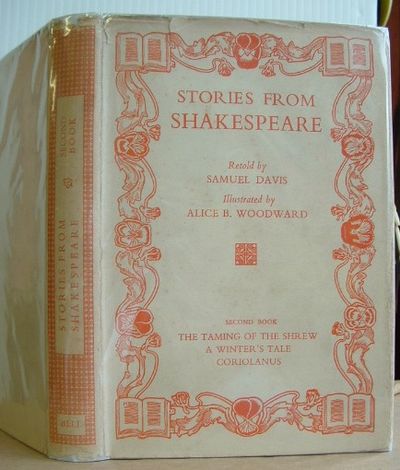 STORIES FROM
SHAKESPEARE
Retold by
SAMUEL DAVIS
Illustrated by
ALICE B. WOODWARD
SECOND BOOK
THE TAMING OF THE SHREW
A WINTER'S TALE
CORIOLANUS
STORIES FROM
SHAKESPEARE
SECOND
BOOK
BELL